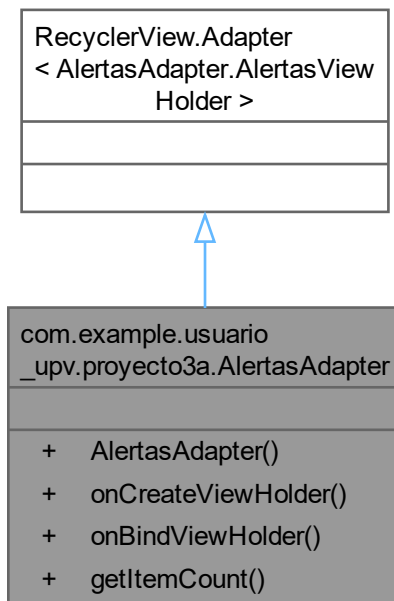 RecyclerView.Adapter
< AlertasAdapter.AlertasView
Holder >
com.example.usuario
_upv.proyecto3a.AlertasAdapter
+ AlertasAdapter()
+ onCreateViewHolder()
+ onBindViewHolder()
+ getItemCount()